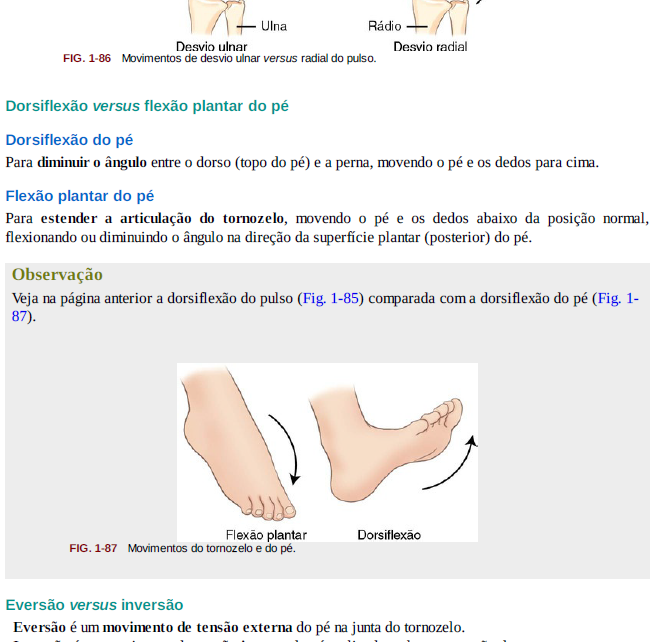 Ulna
Rádio
Desvio ulnar
Desvio radial
FIG. 1-86 Movimentos de desvio ulnar versus radial do pulso.
Dorsiflexão versus flexão plantar do pé
Dorsiflexão do pé
Para diminuir o ângulo entre o dorso (topo do pé) e a perna, movendo o pé e os dedos para cima.
Flexão plantar do pé
Para estender a articulação do tornozelo, movendo o pé e os dedos abaixo da posição normal,
flexionando ou diminuindo o ângulo na direção da superfície plantar (posterior) do pé.
Observação
Veja na página anterior a dorsiflexão do pulso (Fig. 1-85) comparada com a dorsiflexão do pé (Fig. 1-
87).
Flexão plantar
Dorsiflexão
FIG. 1-87 Movimentos do tornozelo e do pé.
Eversão versus inversão
Eversão é um movimento de tensão externa do pé na junta do tornozelo.